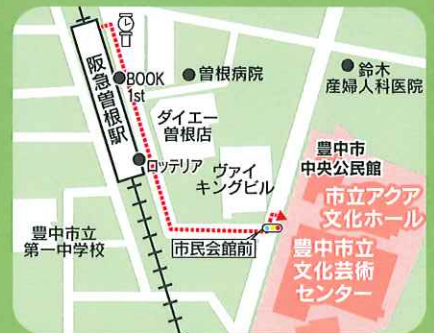 阪急曽根駅
BOOK
1st
曽根病院
鈴木
産婦人科医院
ダイエー
曽根店
ロッテリア
ヴァイ
キングビル
豊中市
中央公民館
市立アクア
文化ホール
豊中市立
文化芸術
センター
市民会館前
豊中市立
第一中学校